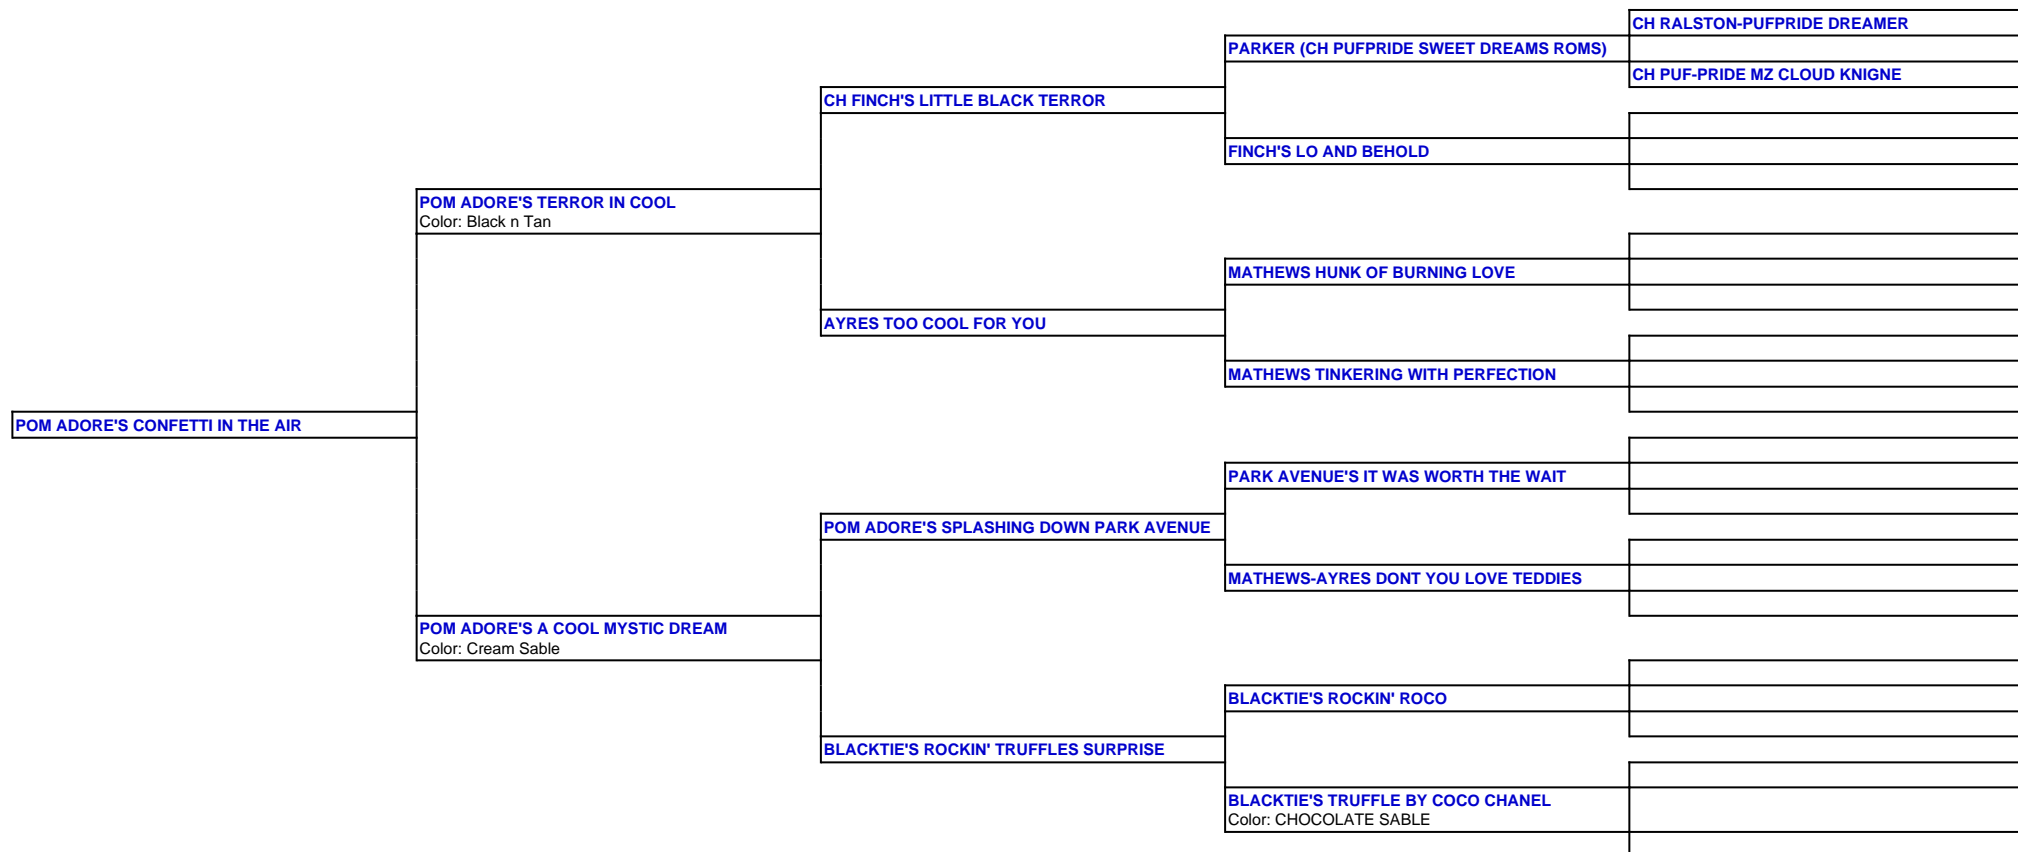 CH RALSTON-PUFPRIDE DREAMER
PARKER (CH PUFPRIDE SWEET DREAMS ROMS)
CH PUF-PRIDE MZ CLOUD KNIGNE
CH FINCH'S LITTLE BLACK TERROR
FINCH'S LO AND BEHOLD
POM ADORE'S TERROR IN COOL
Color: Black n Tan
MATHEWS HUNK OF BURNING LOVE
AYRES TOO COOL FOR YOU
MATHEWS TINKERING WITH PERFECTION
POM ADORE'S CONFETTI IN THE AIR
PARK AVENUE'S IT WAS WORTH THE WAIT
POM ADORE'S SPLASHING DOWN PARK AVENUE
MATHEWS-AYRES DONT YOU LOVE TEDDIES
POM ADORE'S A COOL MYSTIC DREAM
Color: Cream Sable
BLACKTIE'S ROCKIN' ROCO
BLACKTIE'S ROCKIN' TRUFFLES SURPRISE
BLACKTIE'S TRUFFLE BY COCO CHANEL
Color: CHOCOLATE SABLE